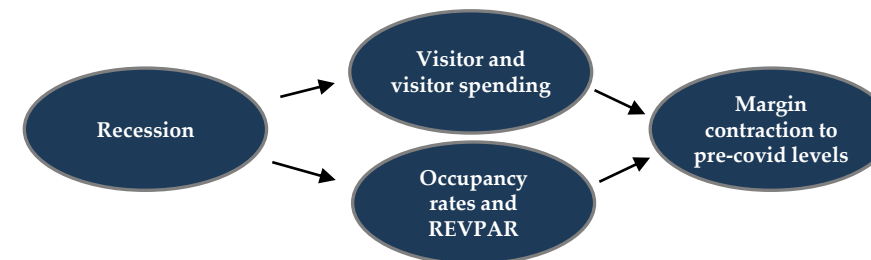 Recession
Visitor and
visitor spending
Occupancy
rates and
REVPAR
Margin
contraction to
pre-covid levels